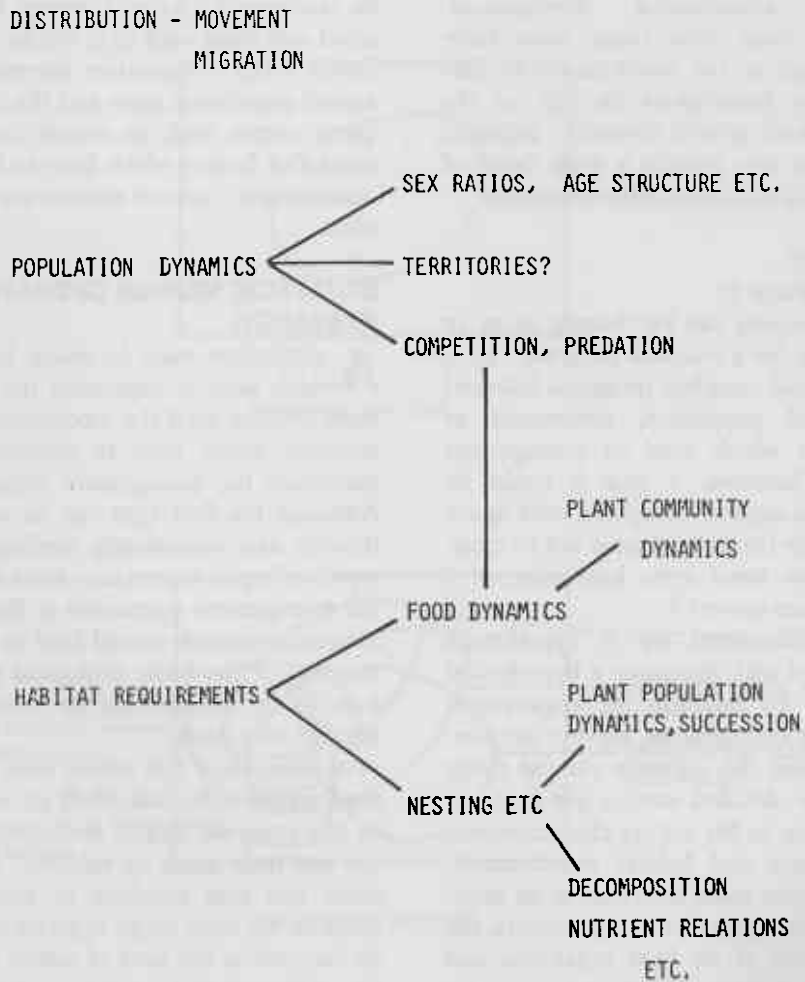 DISTRIBUTION - MOVEMENT
MIGRATION
SEX RATIOS, AGE STRUCTURE ETC.
POPULATION DYNAMICS
TERRITORIES?
COMPETITION, PREDATION
PLANT COMMUNITY
DYNAMICS
FOOD DYNAMICS
HABITAT REQUIREMENTS
PLANT POPULATION
DYNAMICS,SUCCESSION
NESTING ETC
DECOMPOSITION
NUTRIENT RELATIONS
ETC.